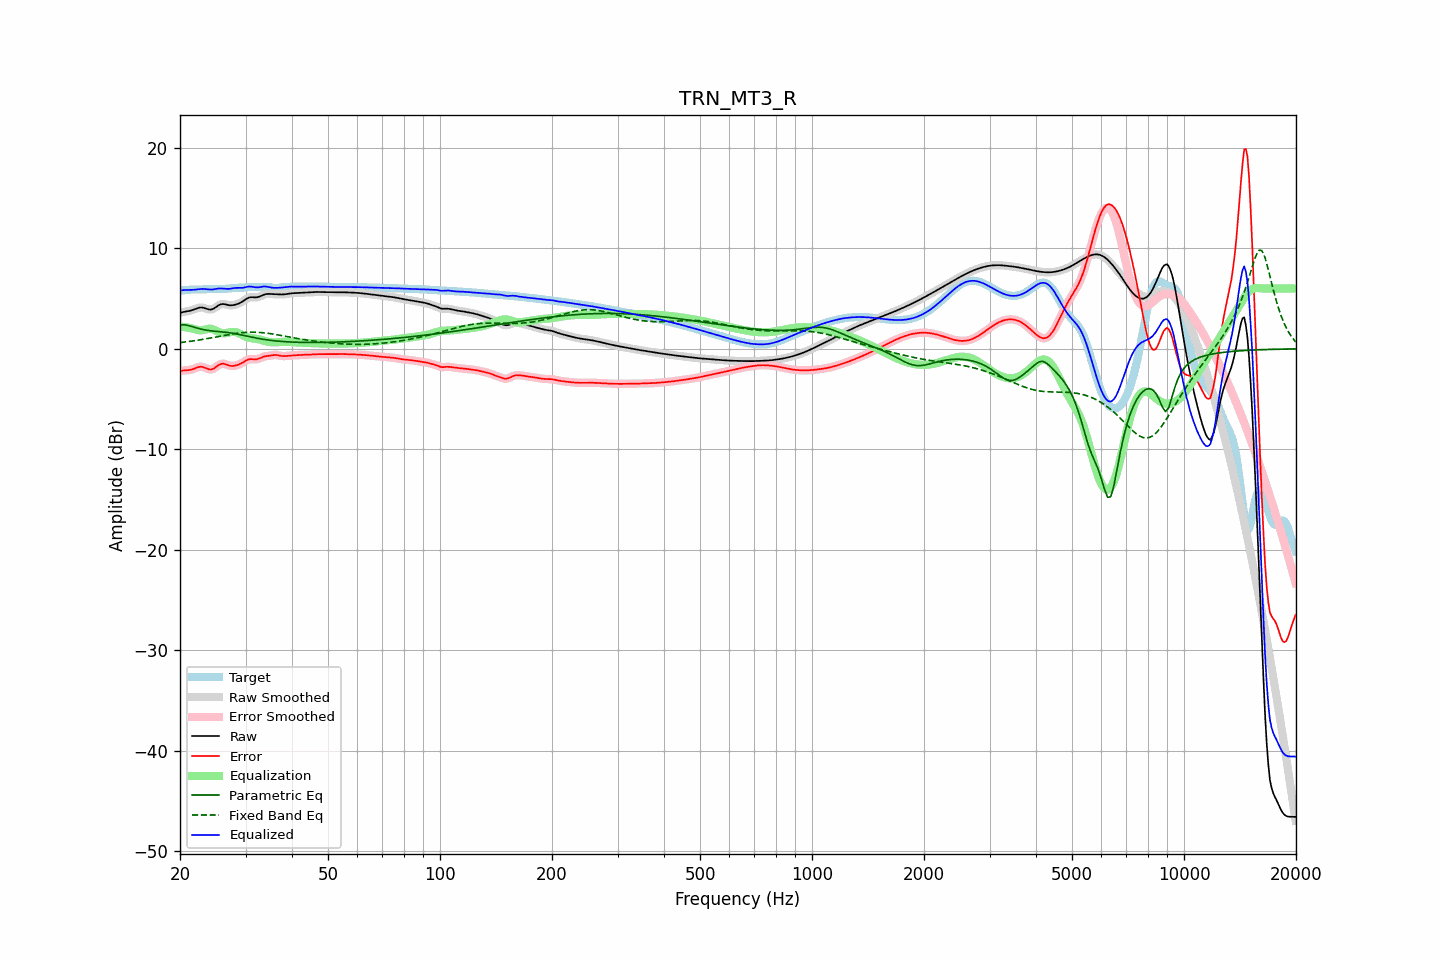 TRN_MT3_R
Amplitude (dBr)
20
10
0
−10
−20
−30
−40
−50
Target
Raw Smoothed
Error Smoothed
Raw
Error
Equalization
Parametric Eq
Fixed Band Eq
Equalized
20 50 100 200 500 1000 2000 5000 10000 20000
Frequency (Hz)